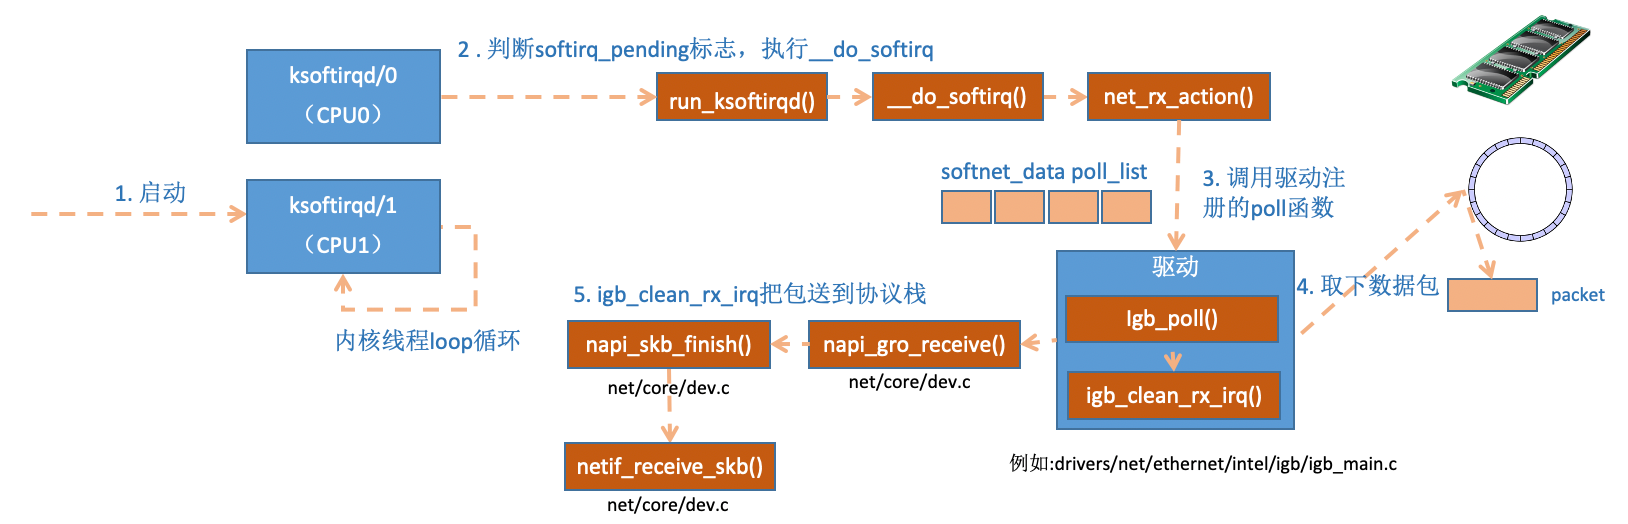 2 . 判断softirq_pending标志，执行__do_softirq
ksoftirqd/0
（CPU0）
run_ksoftirqd()
__do_softirq()
net_rx_action()
1. 启动
ksoftirqd/1
（CPU1）
softnet_data poll_list
3. 调用驱动注
册的poll函数
驱动
4. 取下数据包
packet
5. igb_clean_rx_irq把包送到协议栈
Igb_poll()
内核线程loop循环
napi_skb_finish()
napi_gro_receive()
net/core/dev.c
net/core/dev.c
igb_clean_rx_irq()
netif_receive_skb()
例如:drivers/net/ethernet/intel/igb/igb_main.c
net/core/dev.c